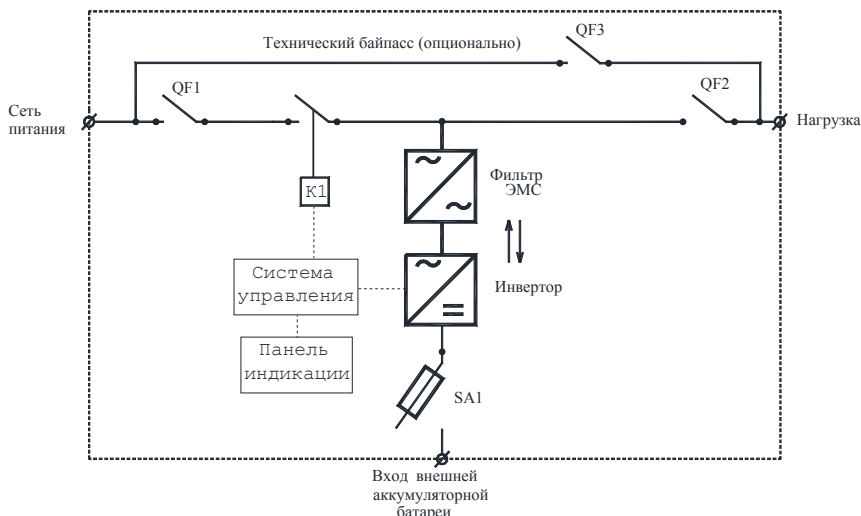 QF3
Технический байпасс (опционально)
QF1
QF2
Сеть
питания
Нагрузка
Фильтр
ЭМС
К1
Система
управления
Инвертор
Панель
индикации
SA1
Вход внешней
аккумуляторной
батареи